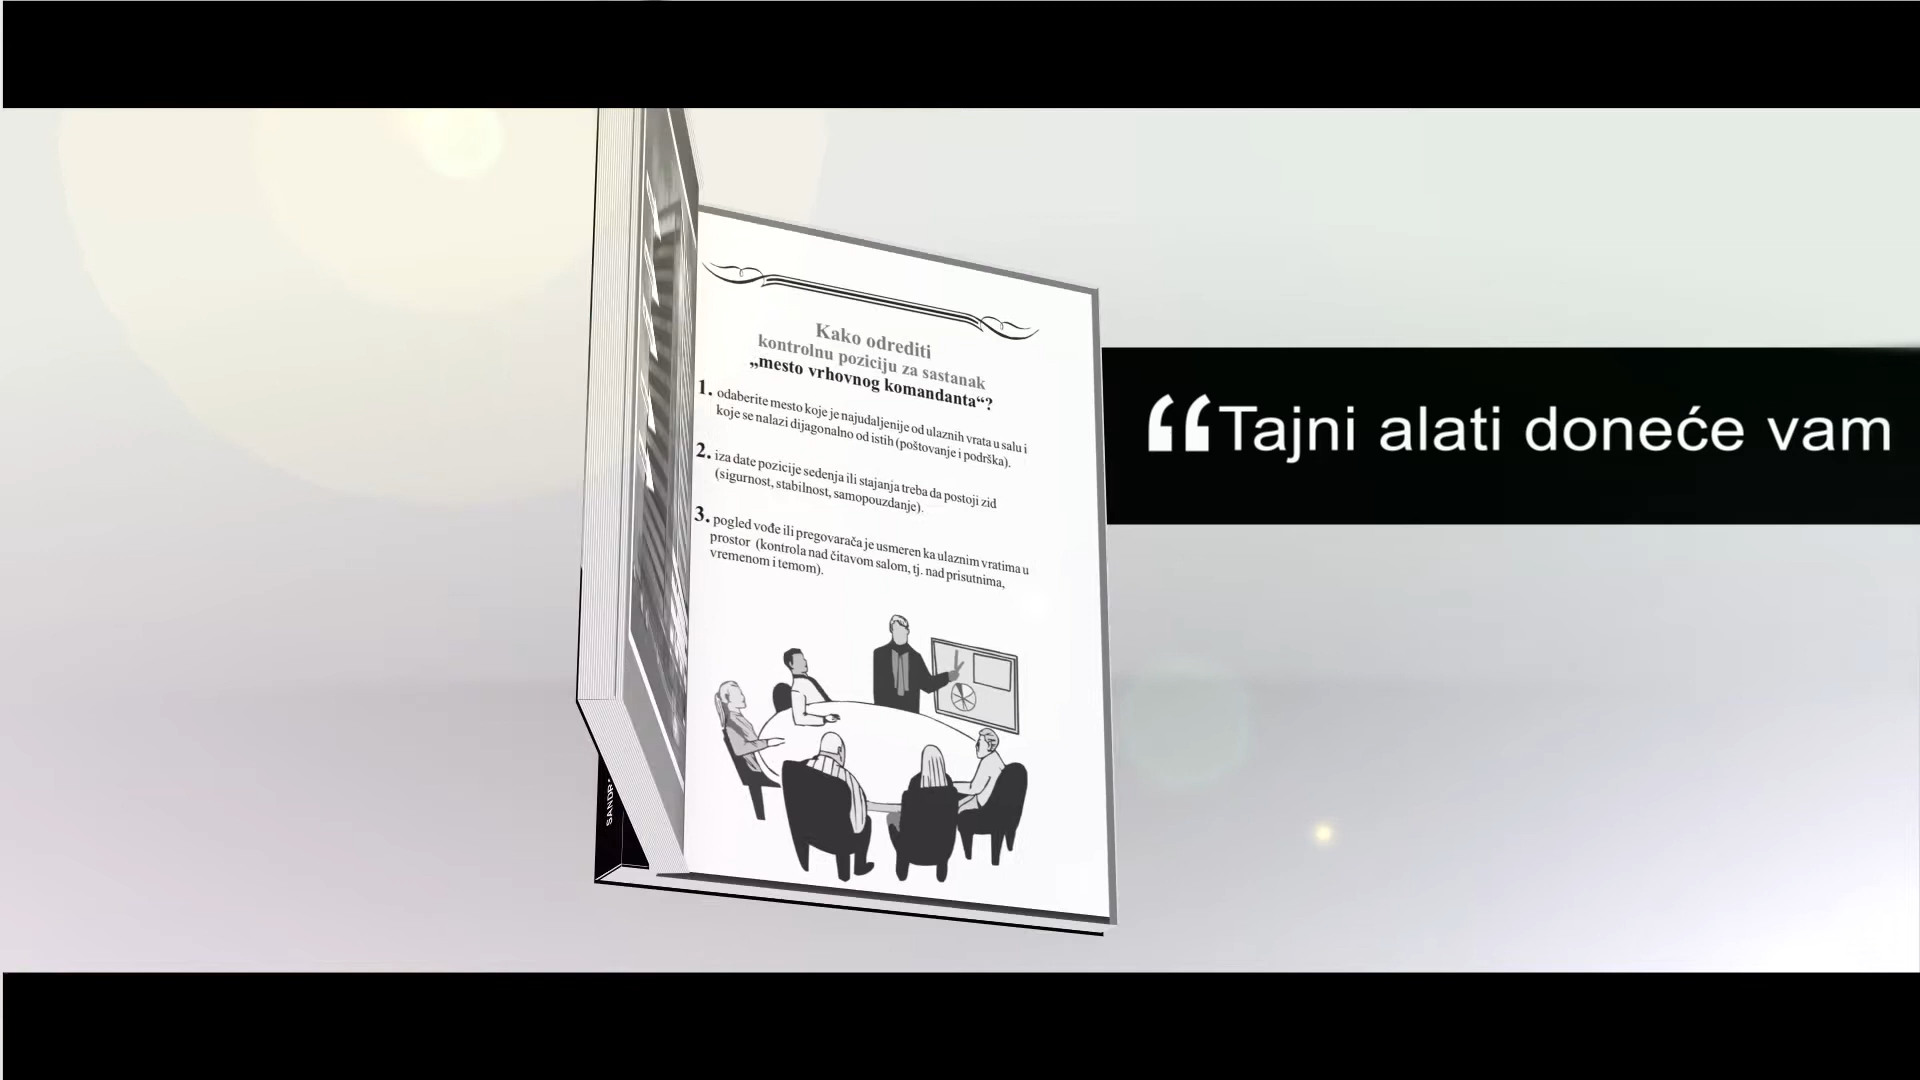 Kako odrediti
kontrolnu poziciju za sastanak
„mesto vrhovnog komandanta“?
1. odaberite mesto koje je najudaljenije od ulaznih vrata u salu i
koje se nalazi dijagonalno od istih (poštovanje i podrška).
2. iza date pozicije sedenja ili stajanja treba da postoji zid
(sigurnost, stabilnost, samopouzdanje).
3. pogled vođe ili pregovarača je usmeren ka ulaznim vratima u
prostor (kontrola nad čitavom salom, tj. nad prisutnima,
vremenom i temom).
“Tajni alati doneće vam